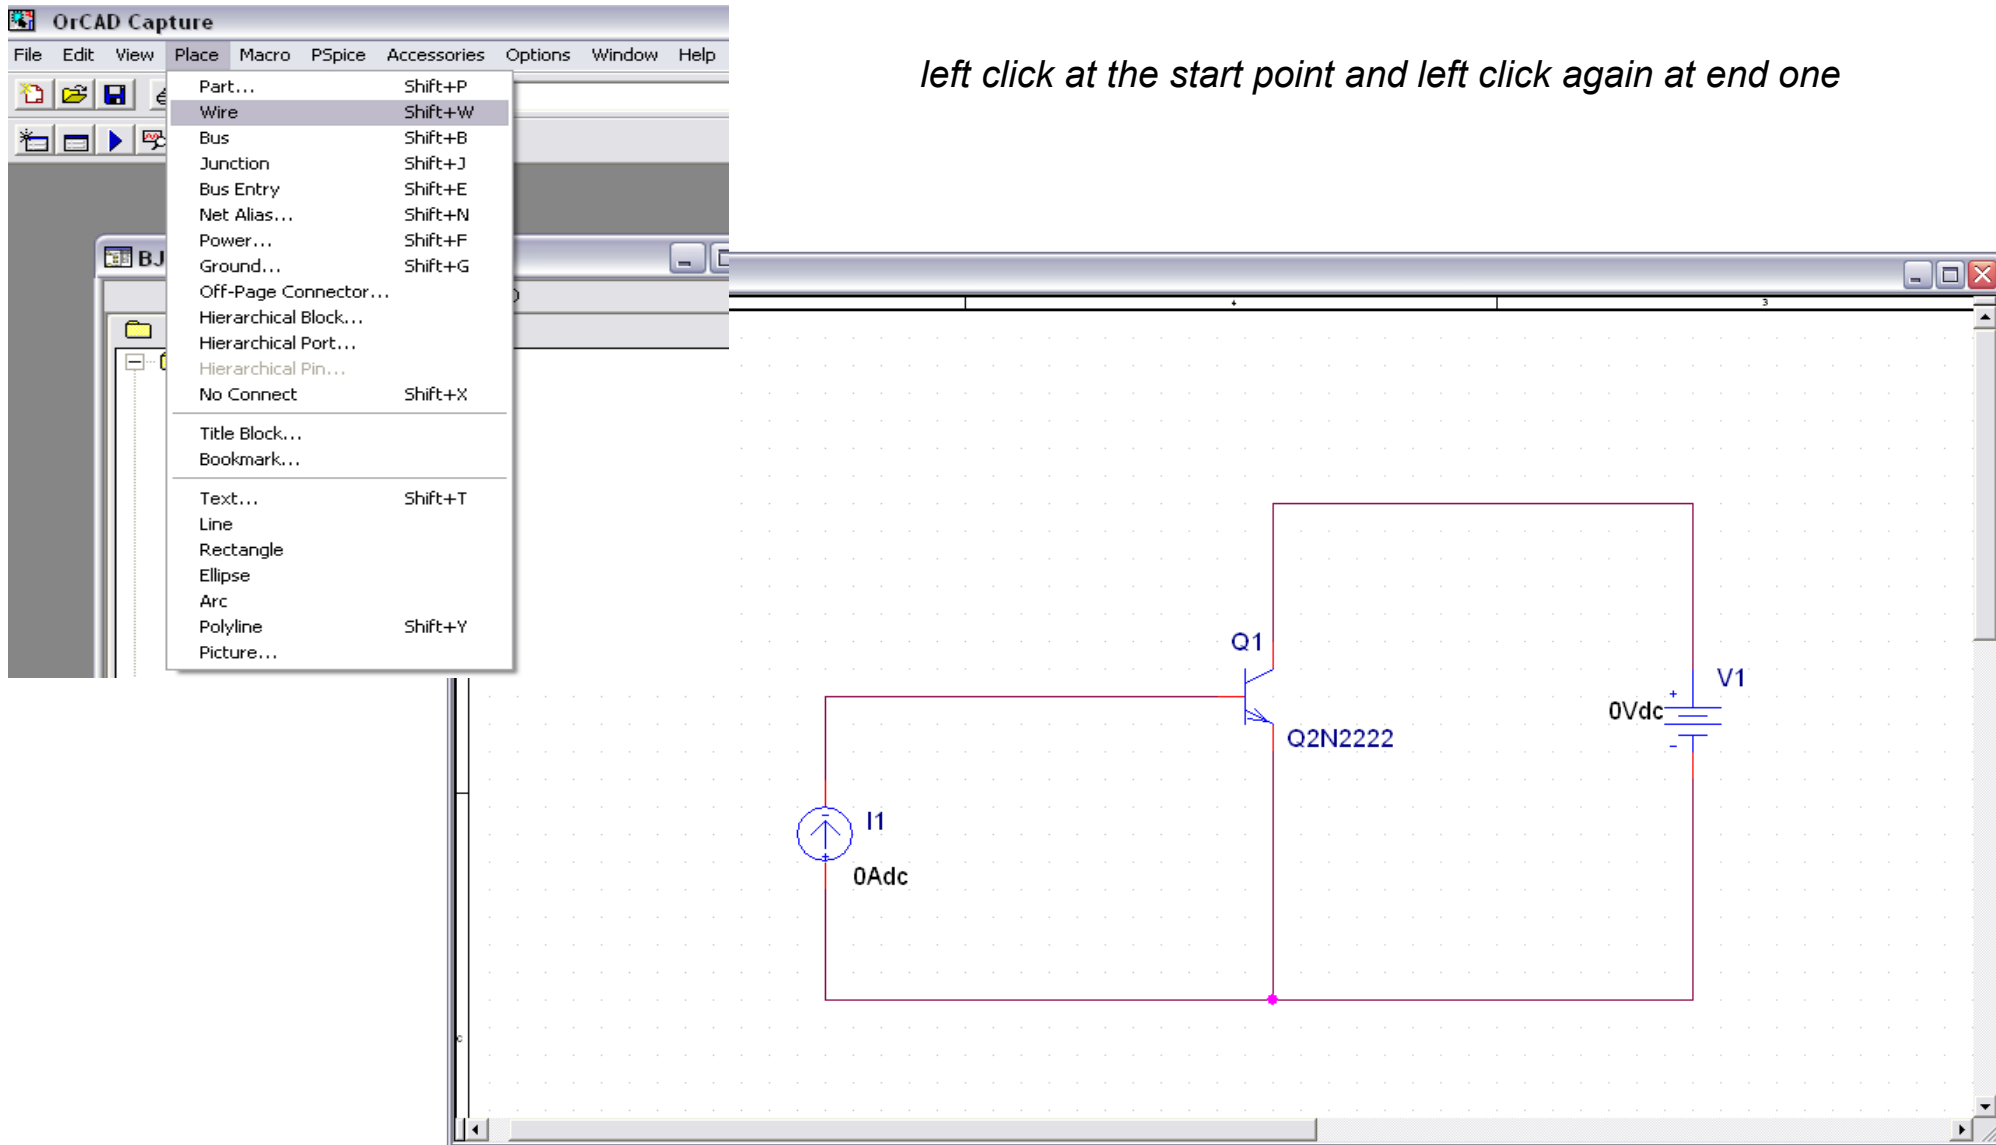 OrCAD Capture
File Edit View Place Macro PSpice Accessories Options Window Help
left click at the start point and left click again at end one
Part... Shift+P
Wire Shift+W
Bus Shift+B
Junction Shift+J
Bus Entry Shift+E
Net Alias... Shift+N
Power... Shift+F
Ground... Shift+G
Off-Page Connector...
Hierarchical Block...
Hierarchical Port...
Hierarchical Pin...
No Connect Shift+X
Title Block...
Bookmark...
Text... Shift+T
Line
Rectangle
Ellipse
Arc
Polyline Shift+Y
Picture...
BJ
4 3
Q1
Q2N2222
V1
+
0Vdc
-
I1
-
+
0Adc
C